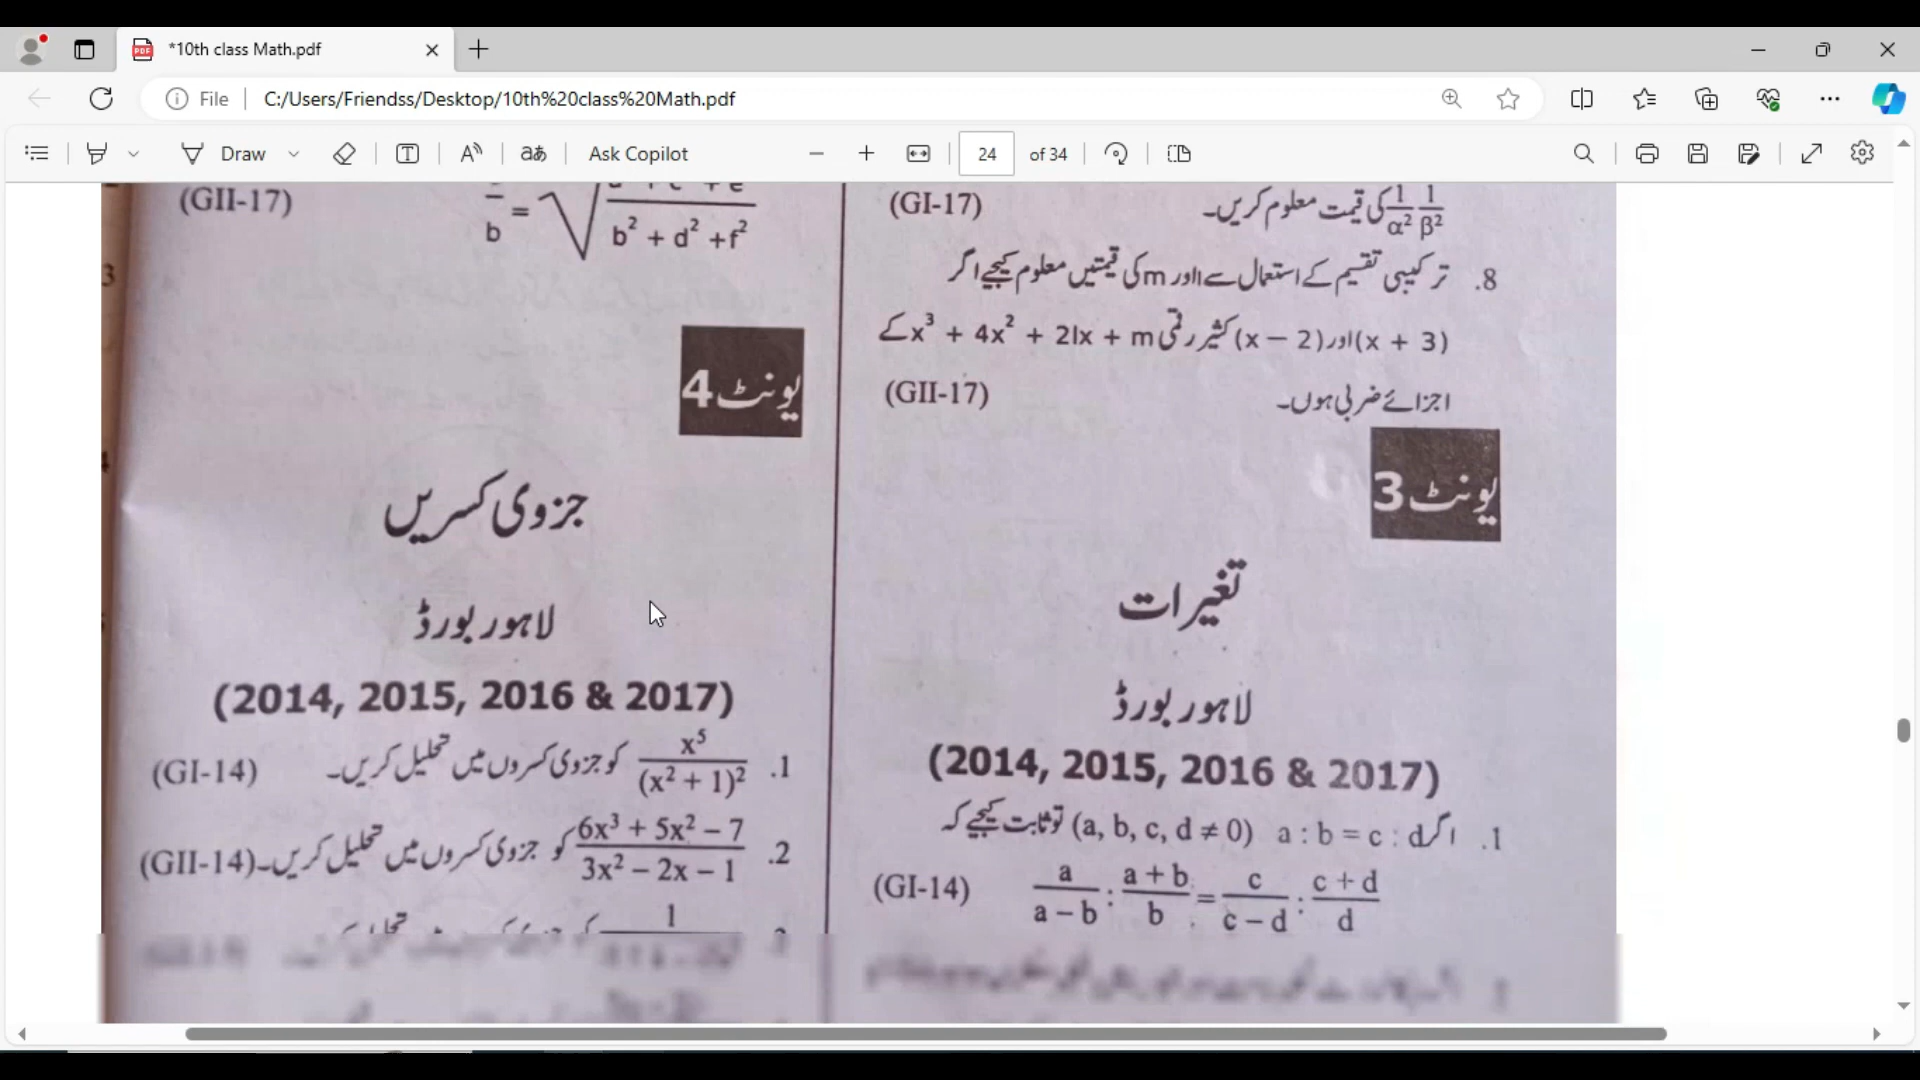 *10th class Math.pdf
File
C:/Users/Friendss/Desktop/10th%20class%20Math.pdf
Draw
Ask Copilot
24 of 34
1/α² 1/β² کی قیمت معلوم کریں۔ (GI-17)
8. ترکیبی تقسیم کے استعمال سے l اور m کی قیمتیں معلوم کیجیے اگر
(x + 3) اور (x − 2) کثیر رقمی x³ + 4x² + 2lx + m کے
اجزائے ضربی ہوں۔ (GII-17)
یونٹ 3
تغیرات
لاہور بورڈ
(2014, 2015, 2016 & 2017)
1. اگر a : b = c : d (a, b, c, d ≠ 0) تو ثابت کیجیے کہ
a/(a − b) : (a + b)/b = c/(c − d) : (c + d)/d (GI-14)
b = √ b² + d² + f² (GII-17)
یونٹ 4
جزوی کسریں
لاہور بورڈ
(2014, 2015, 2016 & 2017)
1. x⁵/(x² + 1)² کو جزوی کسروں میں تحلیل کریں۔ (GI-14)
2. (6x³ + 5x² − 7)/(3x² − 2x − 1) کو جزوی کسروں میں تحلیل کریں۔ (GII-14)
1